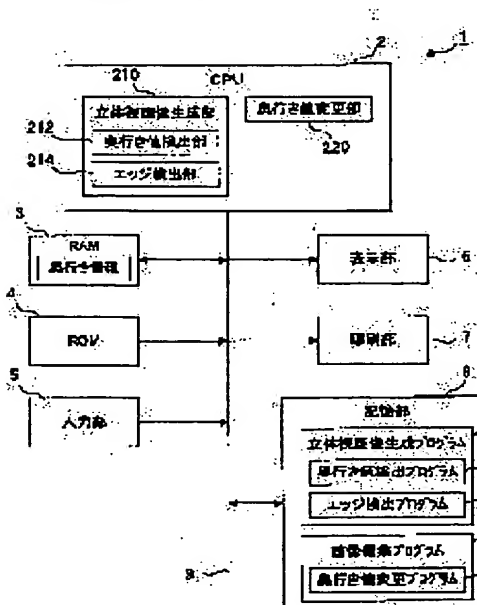 1
2
210
CPU
立体視画像生成部
奥行き値変更部
212
奥行き値検出部
220
214
エッジ検出部
3
RAM
奥行き情報
表示部
6
4
ROM
印刷部
7
5
入力部
8
記憶部
立体視画像生成プログラム
奥行き値検出プログラム
エッジ検出プログラム
画像編集プログラム
奥行き値変更プログラム
9